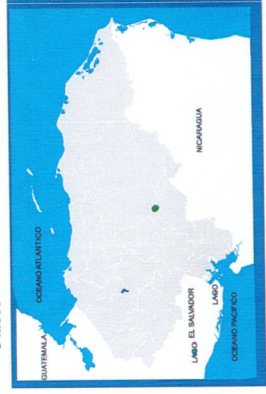 OCEANO ATLANTICO
GUATEMALA
NICARAGUA
EL SALVADOR
LAGO
LAGO
OCEANO PACIFICO